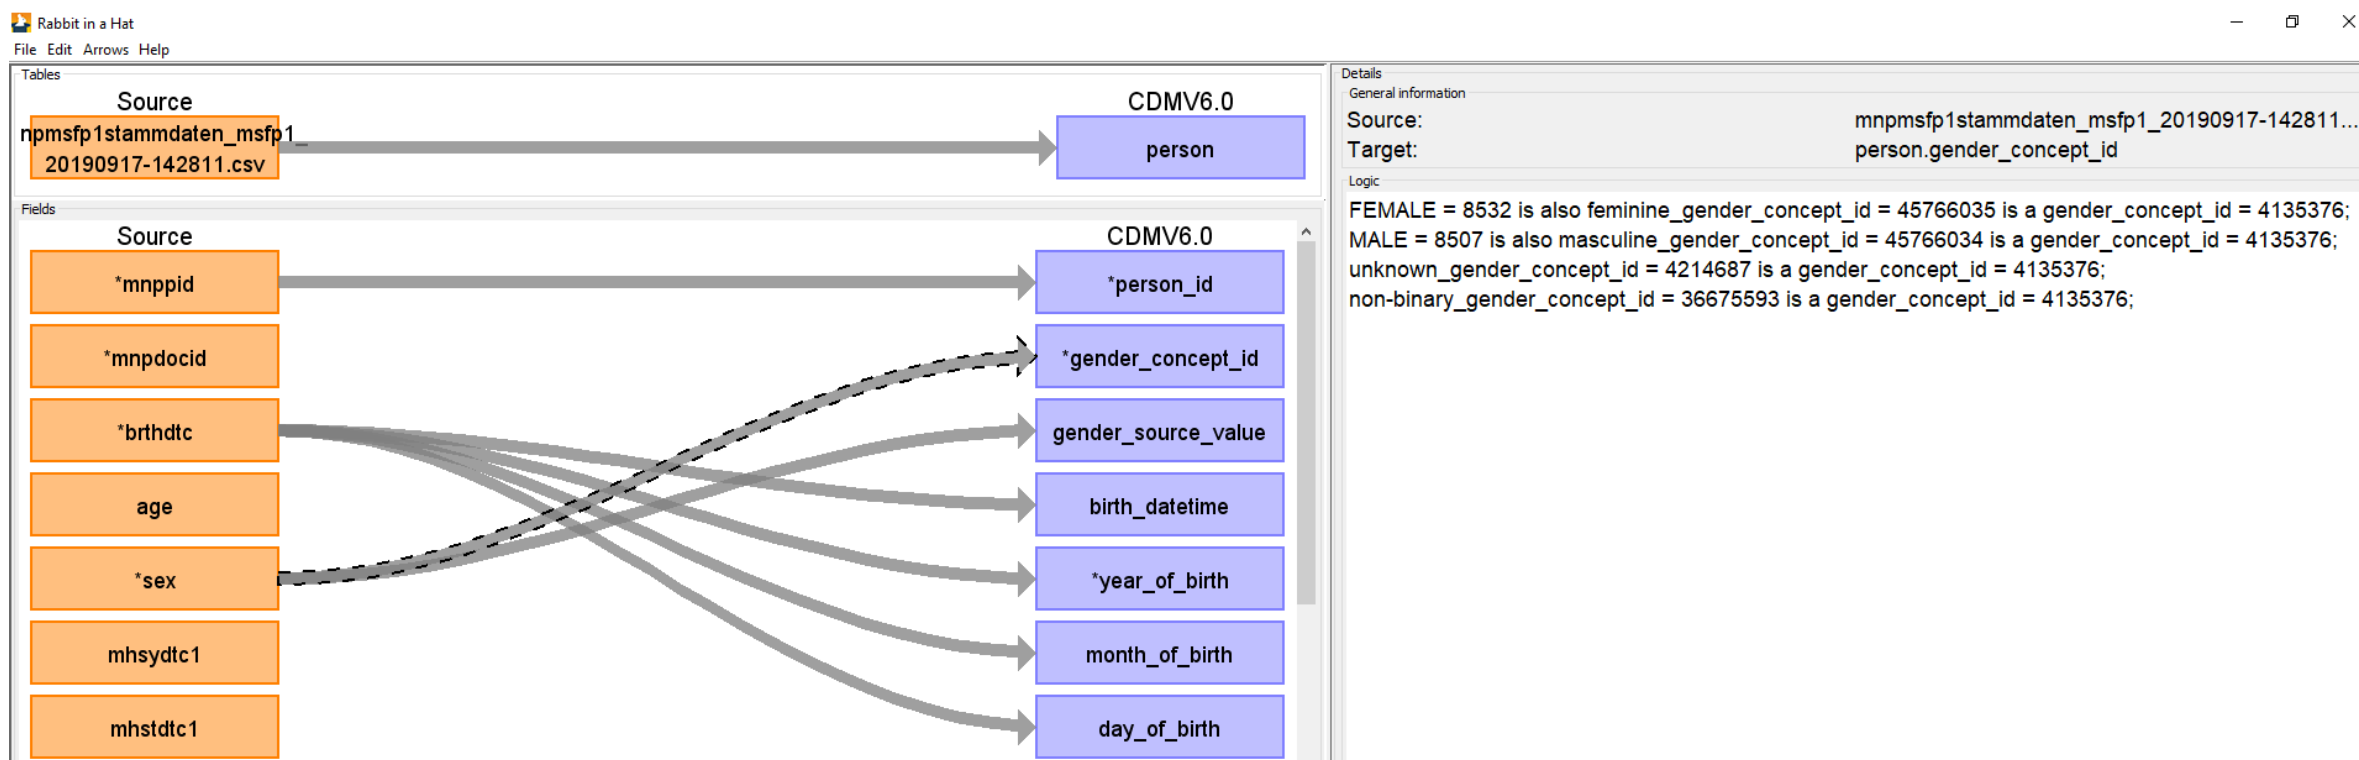 Rabbit in a Hat
File Edit Arrows Help
Tables
Source
CDMV6.0
npmsfp1stammdaten_msfp1_
20190917-142811.csv
person
Fields
Source
CDMV6.0
*mnppid
*person_id
*mnpdocid
*gender_concept_id
*brthdtc
gender_source_value
age
birth_datetime
*sex
*year_of_birth
mhsydtc1
month_of_birth
mhstdtc1
day_of_birth
Details
General information
Source: mnpmsfp1stammdaten_msfp1_20190917-142811...
Target: person.gender_concept_id
Logic
FEMALE = 8532 is also feminine_gender_concept_id = 45766035 is a gender_concept_id = 4135376;
MALE = 8507 is also masculine_gender_concept_id = 45766034 is a gender_concept_id = 4135376;
unknown_gender_concept_id = 4214687 is a gender_concept_id = 4135376;
non-binary_gender_concept_id = 36675593 is a gender_concept_id = 4135376;